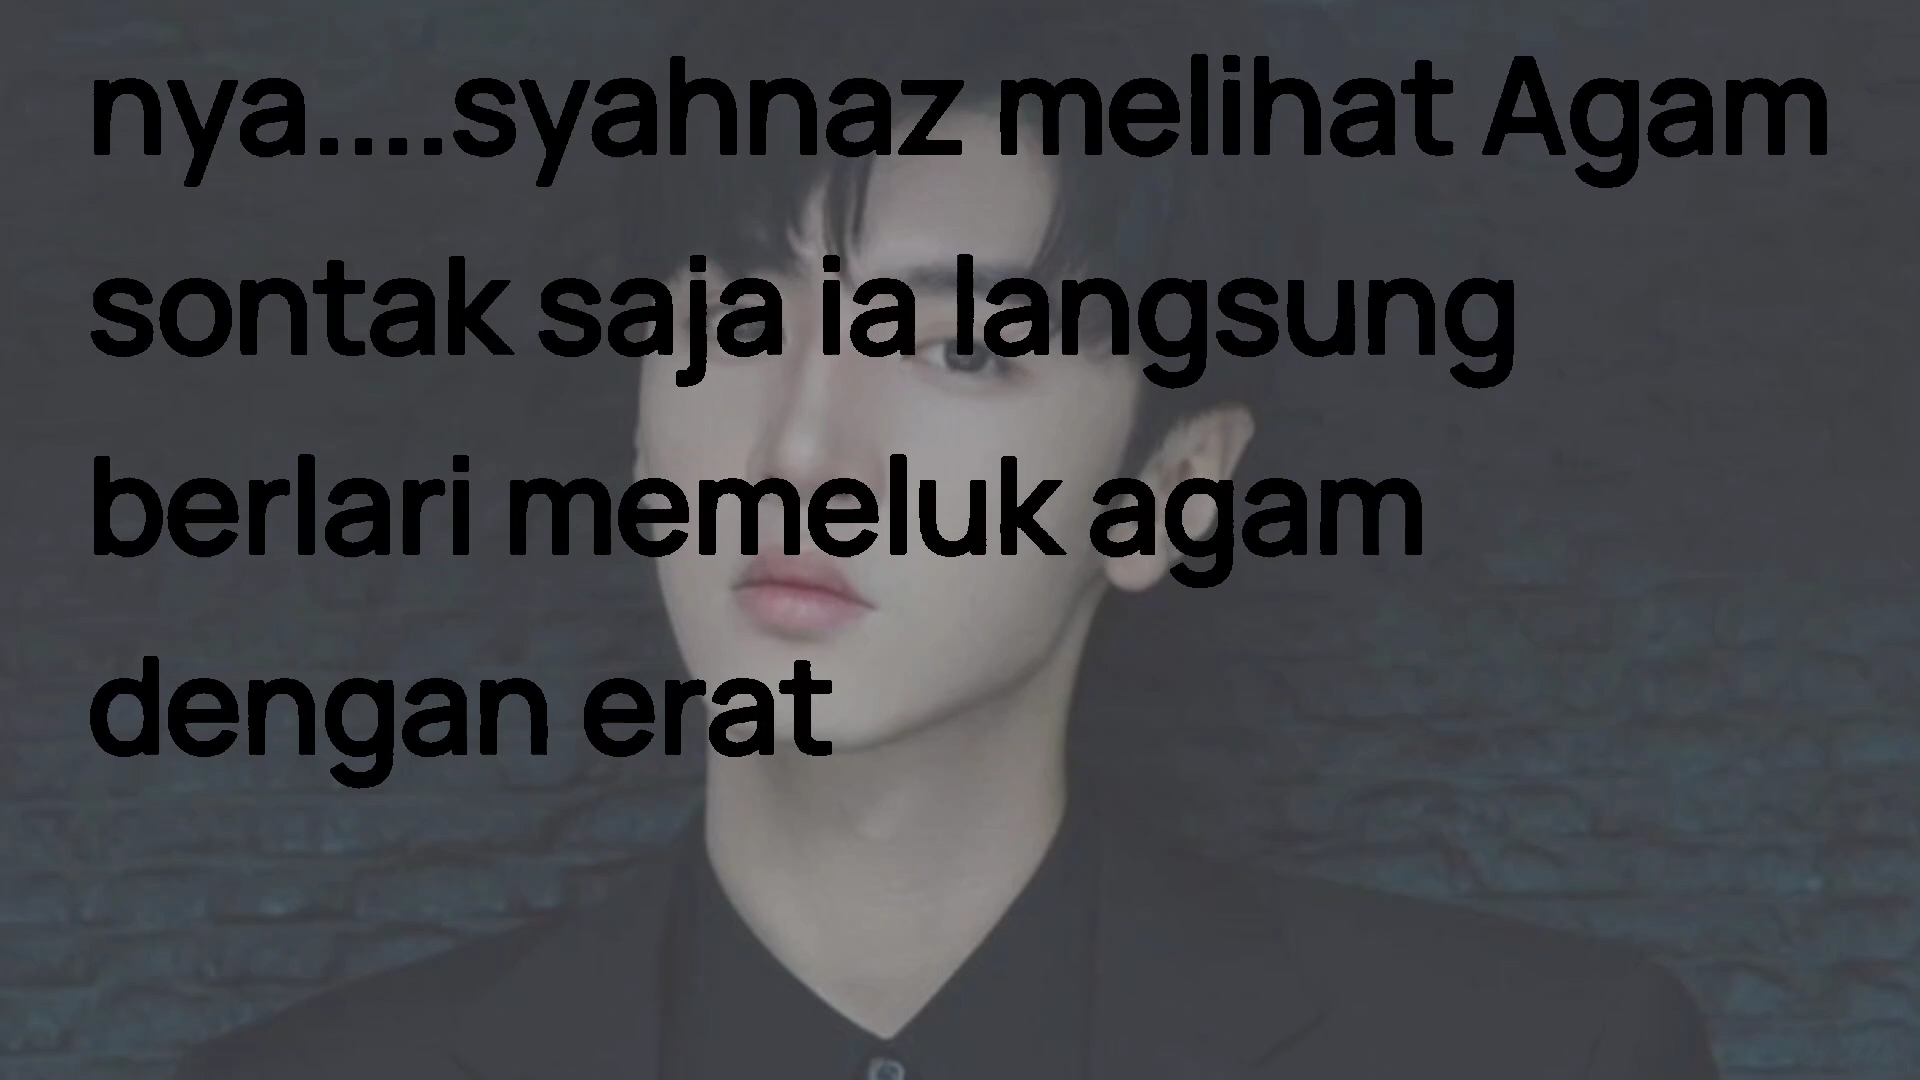 nya....syahnaz melihat Agam
sontak saja ia langsung
berlari memeluk agam
dengan erat